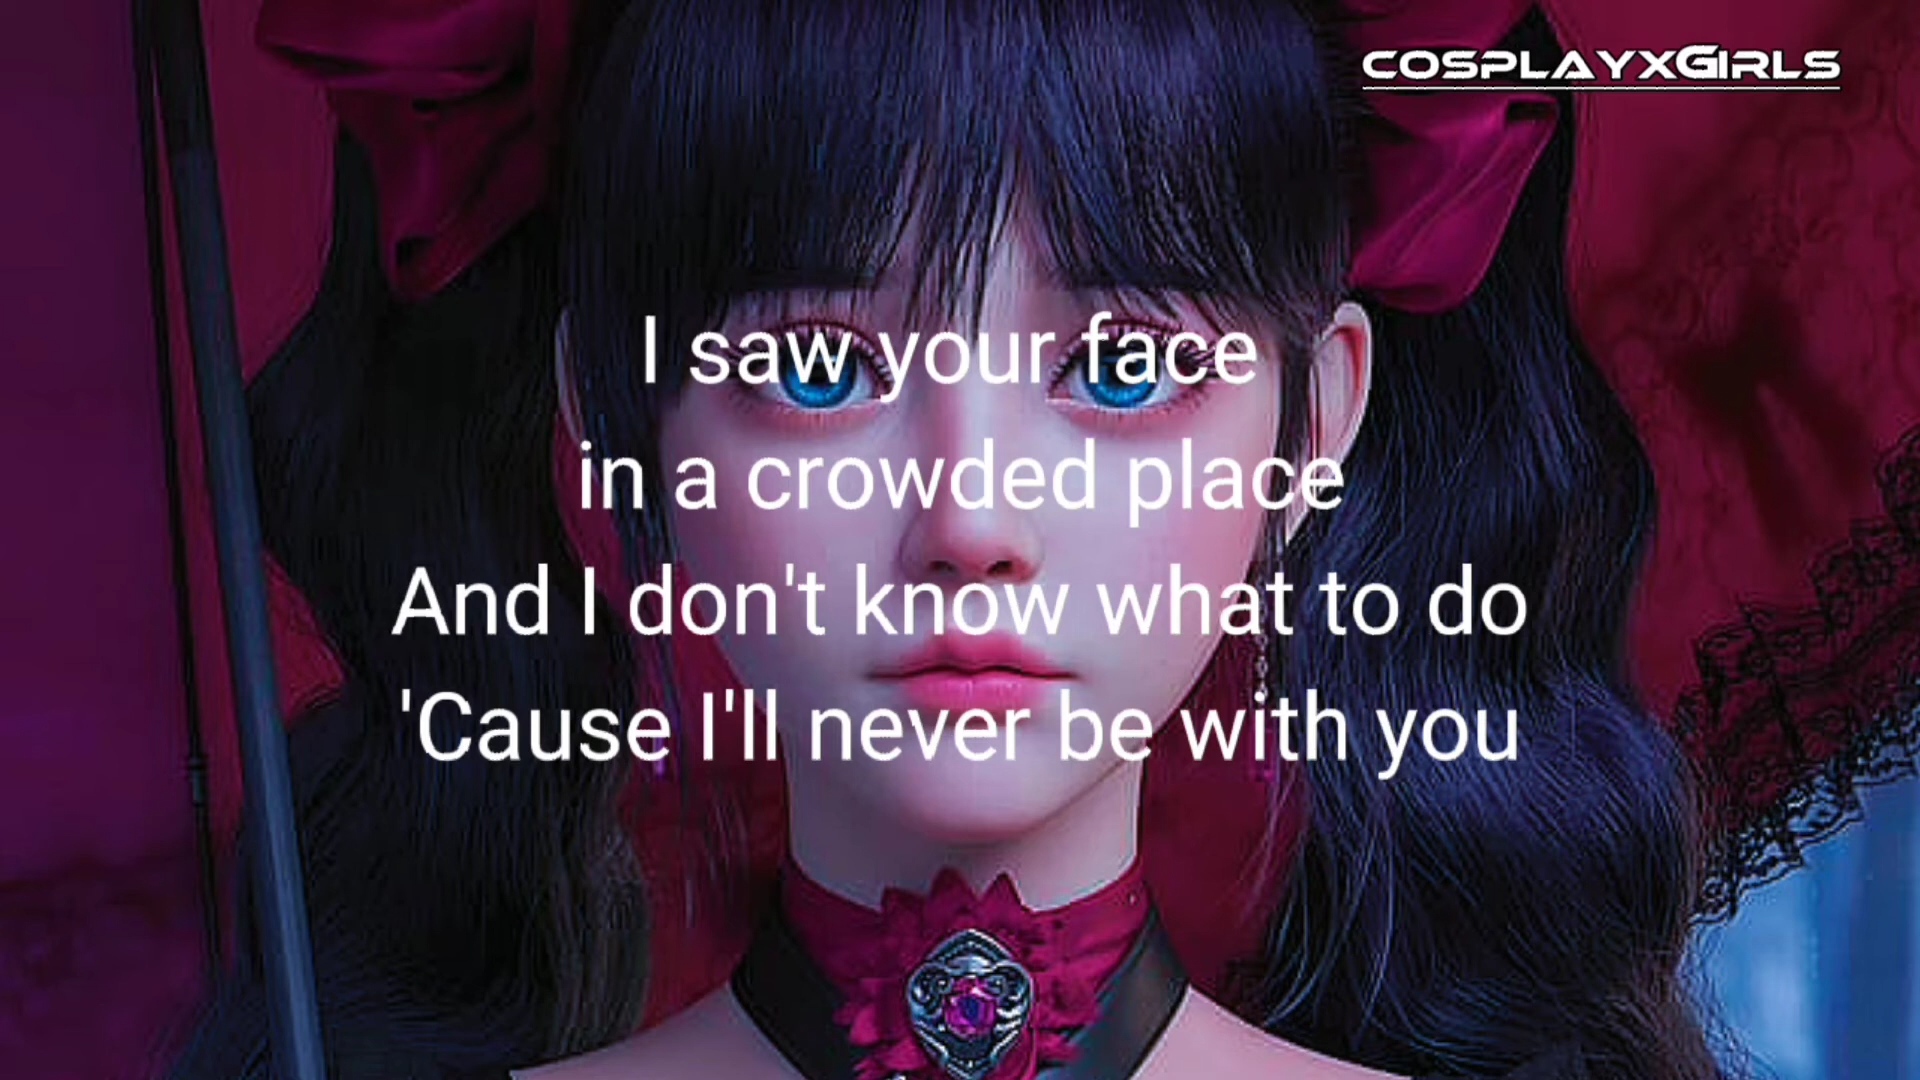 COSPLAYXGIRLS
I saw your face
in a crowded place
And I don't know what to do
'Cause I'll never be with you